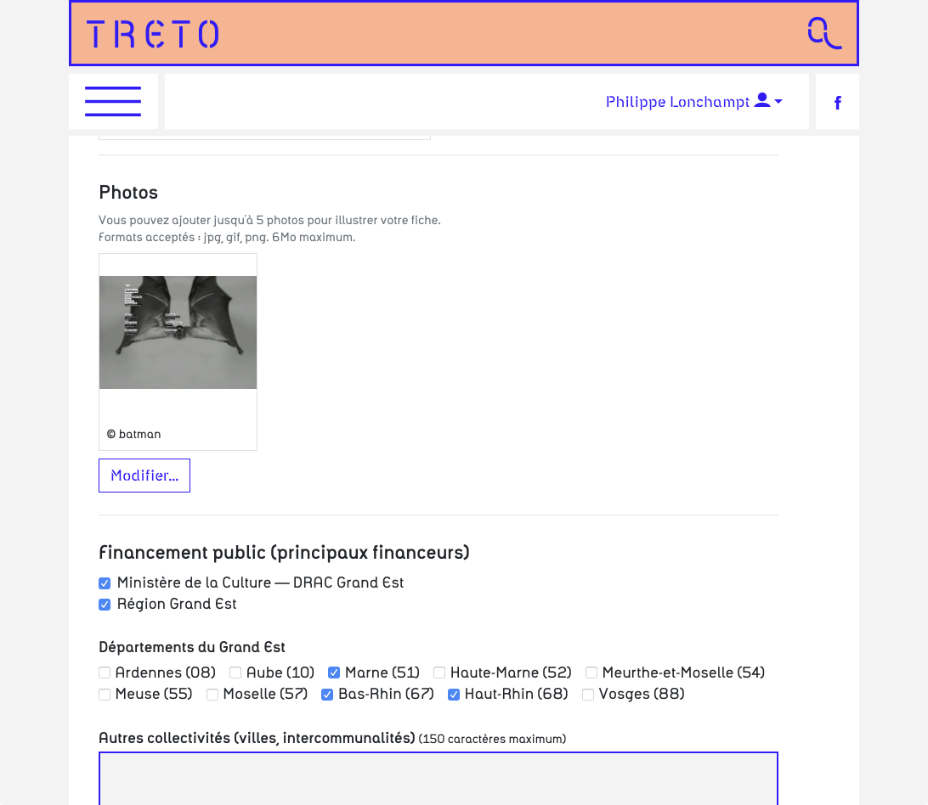 TRETO
Philippe Lonchampt
f
Photos
Vous pouvez ajouter jusqu'à 5 photos pour illustrer votre fiche.
Formats acceptés : jpg, gif, png. 6Mo maximum.
© batman
Modifier...
Financement public (principaux financeurs)
Ministère de la Culture — DRAC Grand Est
Région Grand Est
Départements du Grand Est
Ardennes (08) Aube (10) Marne (51) Haute-Marne (52) Meurthe-et-Moselle (54)
Meuse (55) Moselle (57) Bas-Rhin (67) Haut-Rhin (68) Vosges (88)
Autres collectivités (villes, intercommunalités) (150 caractères maximum)